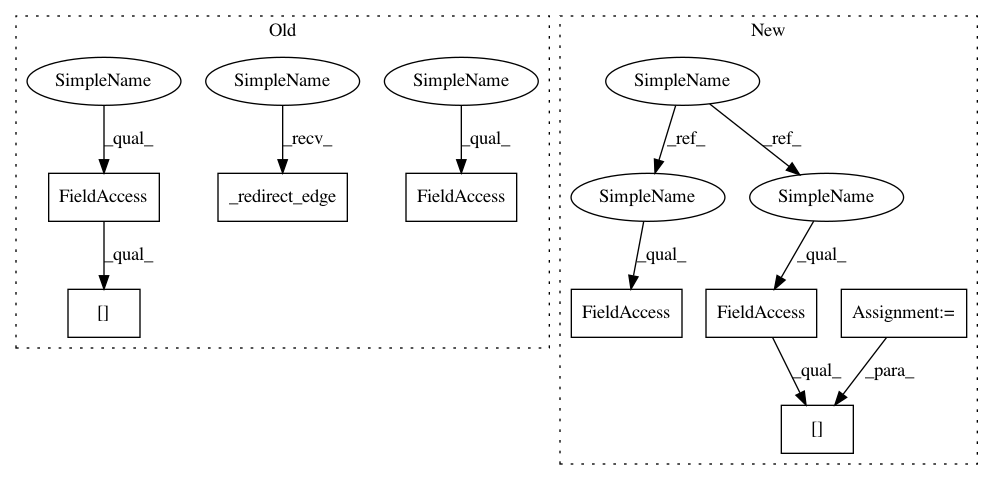 Old
New
SimpleName
SimpleName
SimpleName
SimpleName
_qual_
_recv_
_qual_
_ref_
_ref_
FieldAccess
_redirect_edge
FieldAccess
SimpleName
SimpleName
_qual_
_qual_
_qual_
[]
FieldAccess
FieldAccess
Assignment:=
_qual_
_para_
[]